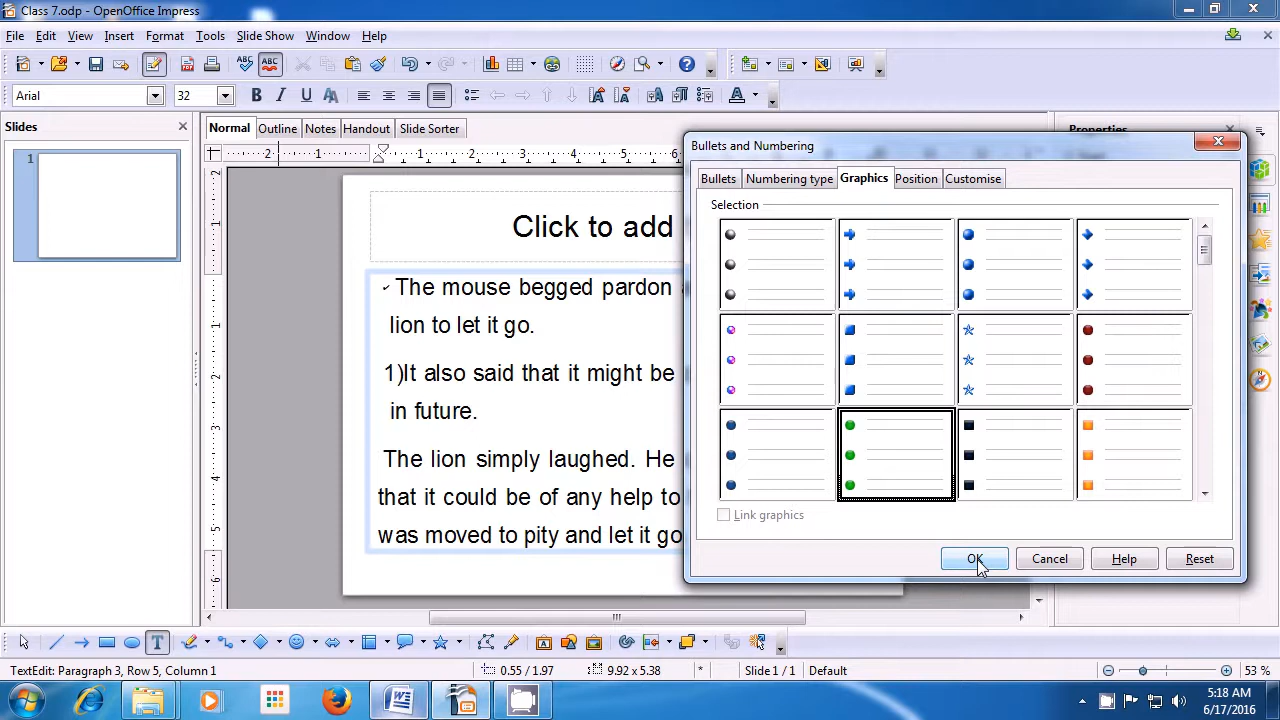 Class 7.odp - OpenOffice Impress
File Edit View Insert Format Tools Slide Show Window Help
Arial 32
Slides
Normal Outline Notes Handout Slide Sorter
Properties
Bullets and Numbering
Bullets Numbering type Graphics Position Customise
Selection
Link graphics
OK Cancel Help Reset
1
Click to add
✓ The mouse begged pardon
lion to let it go.
1)It also said that it might be
in future.
The lion simply laughed. He
that it could be of any help to
was moved to pity and let it go
TextEdit: Paragraph 3, Row 5, Column 1 0.55 / 1.97 9.92 x 5.38 * Slide 1 / 1 Default 53 %
5:18 AM
6/17/2016